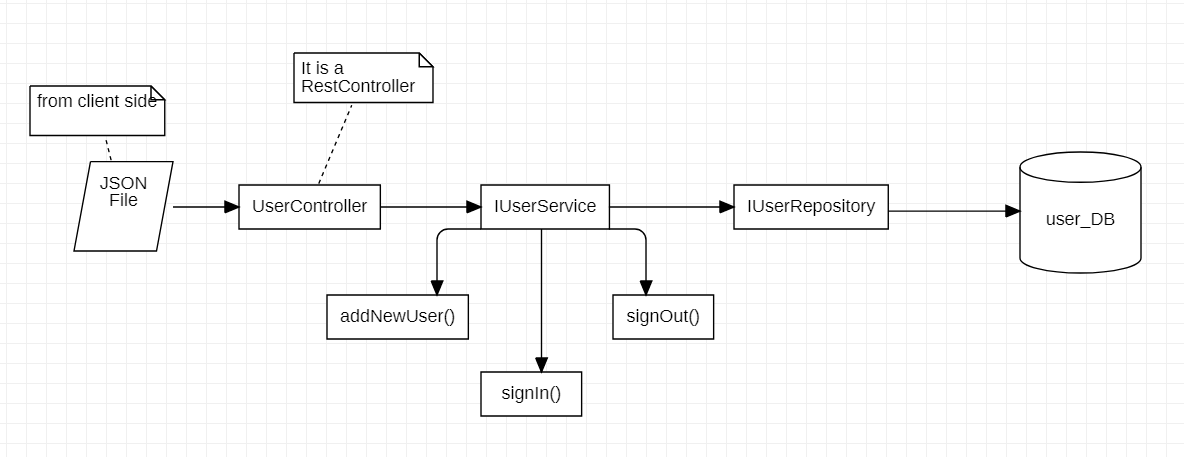 It is a
RestController
from client side
JSON
File
UserController
IUserService
IUserRepository
user_DB
addNewUser()
signOut()
signIn()